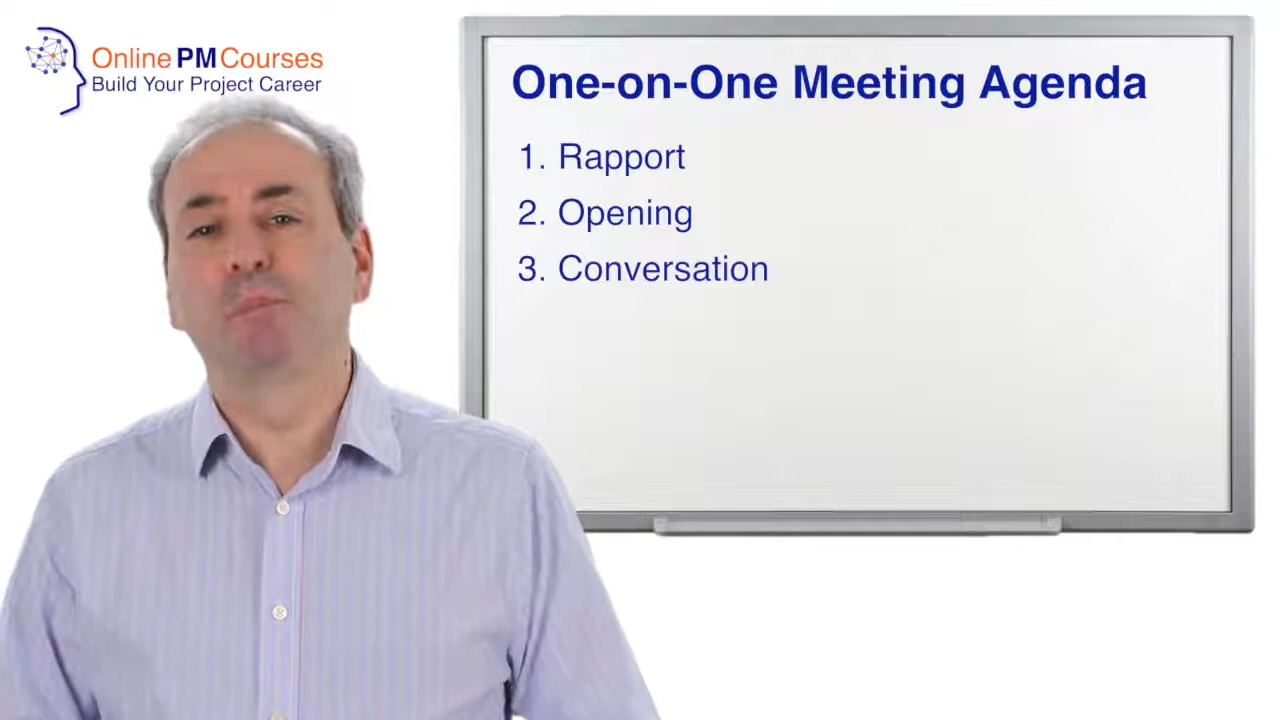 Online PM Courses
Build Your Project Career
One-on-One Meeting Agenda
1. Rapport
2. Opening
3. Conversation